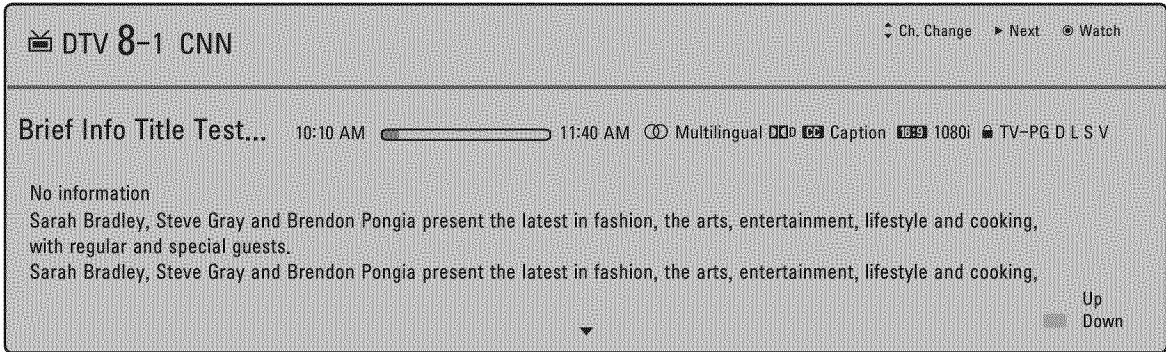 DTV 8-1 CNN
Ch. Change Next Watch
Brief Info Title Test... 10:10 AM 11:40 AM Multilingual DD D CC Caption 16:9 1080i TV-PG D L S V
No information
Sarah Bradley, Steve Gray and Brendon Pongia present the latest in fashion, the arts, entertainment, lifestyle and cooking,
with regular and special guests.
Sarah Bradley, Steve Gray and Brendon Pongia present the latest in fashion, the arts, entertainment, lifestyle and cooking,
Up
Down